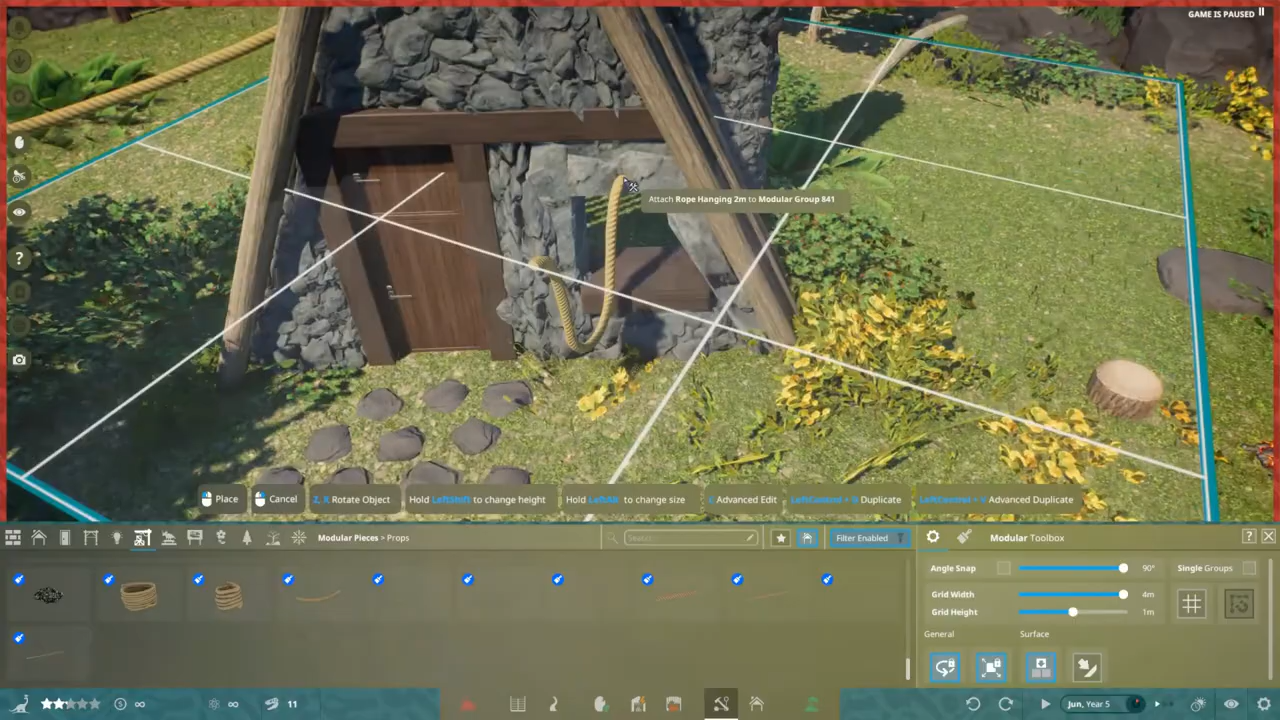 GAME IS PAUSED
Attach Rope Hanging 2m to Modular Group 841
Place
Cancel
Z, R Rotate Object
Hold LeftShift to change height
Hold LeftAlt to change size
Advanced Edit
LeftControl + D Duplicate
LeftControl + V Advanced Duplicate
Modular Pieces > Props
Search
Filter Enabled
Modular Toolbox
?
Angle Snap
90°
Single Groups
Grid Width
4m
Grid Height
1m
General
Surface
?
∞
∞
11
Jun, Year 5